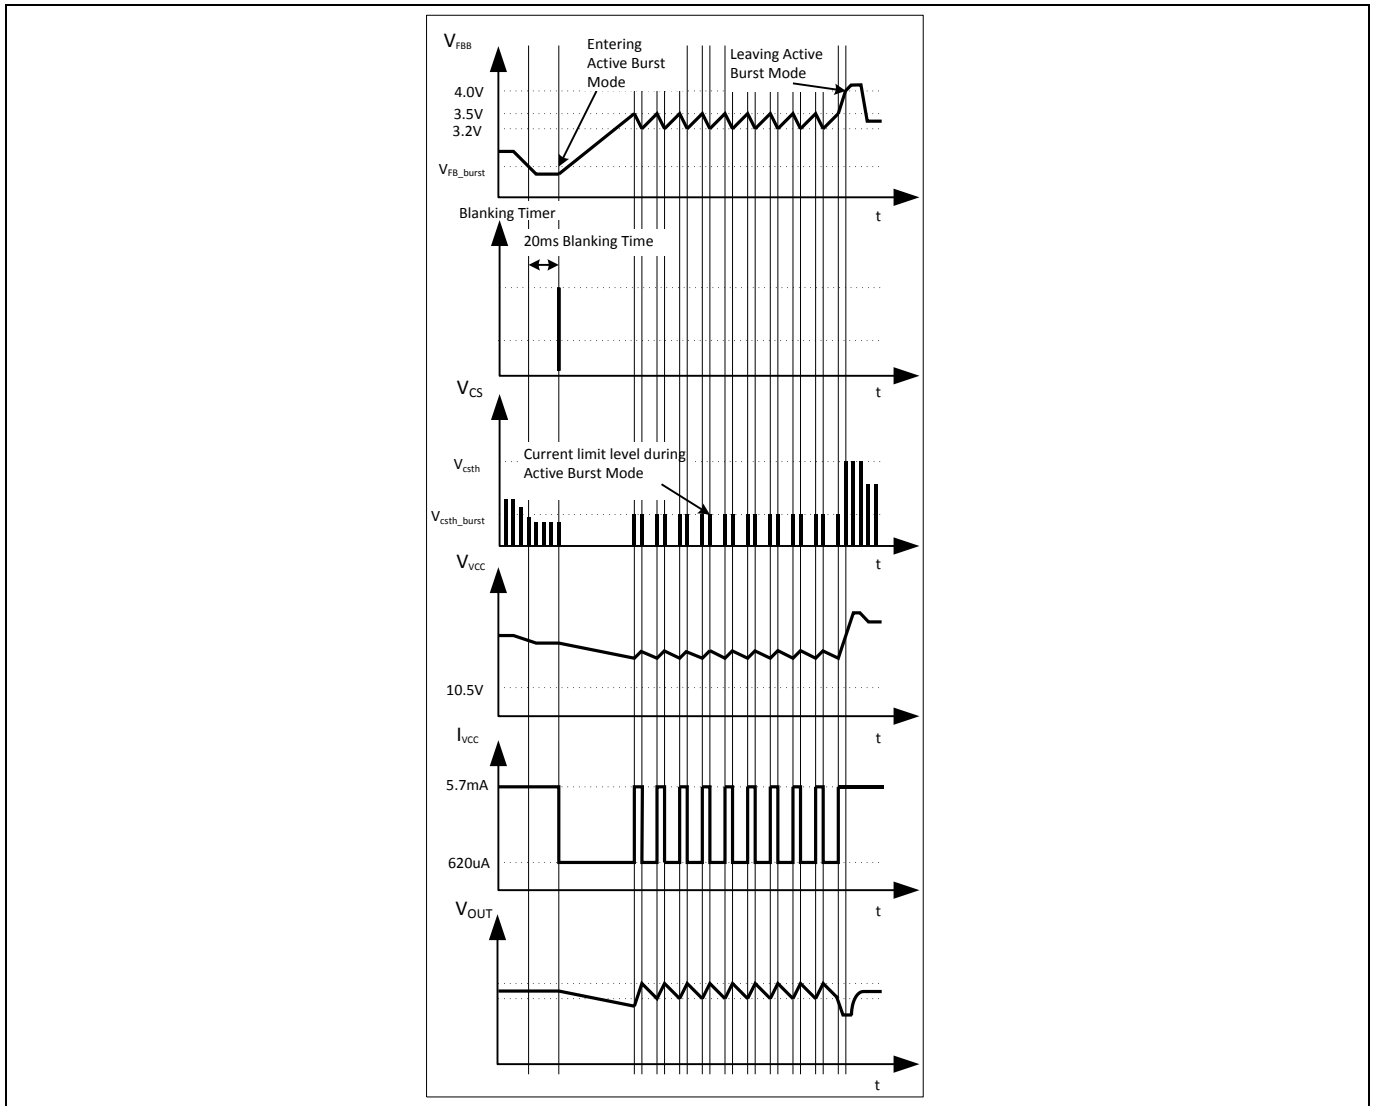 V_FBB
Entering
Active Burst
Mode
Leaving Active
Burst Mode
4.0V
3.5V
3.2V
V_FB_burst
t
Blanking Timer
20ms Blanking Time
t
V_CS
V_csth
Current limit level during
Active Burst Mode
V_csth_burst
t
V_VCC
10.5V
t
I_VCC
5.7mA
620uA
t
V_OUT
t